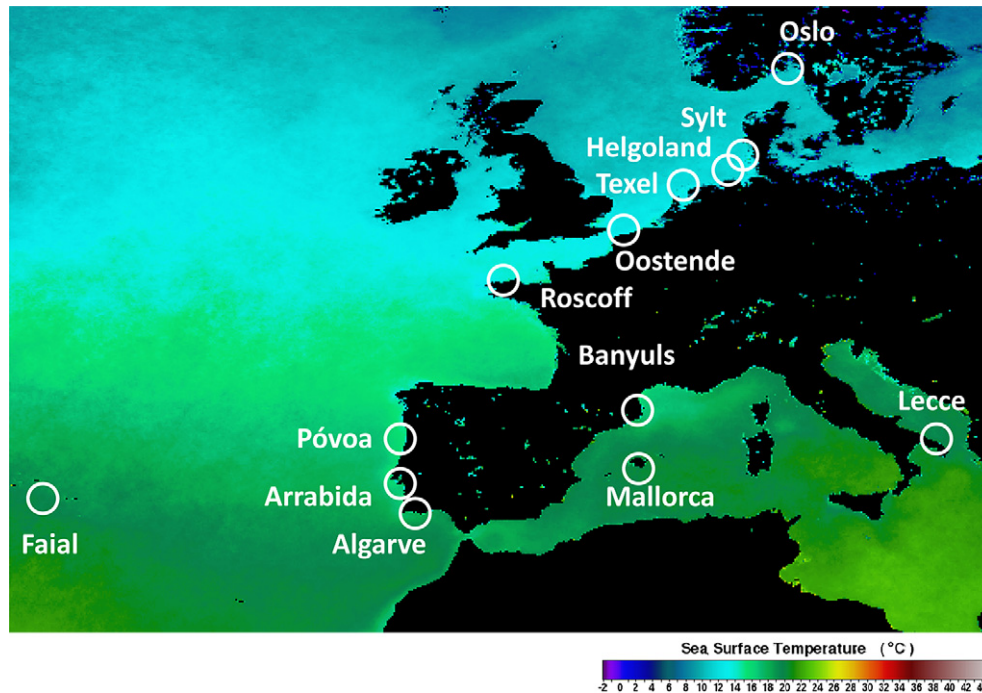 Oslo
Sylt
Helgoland
Texel
Oostende
Roscoff
Banyuls
Lecce
Póvoa
Mallorca
Arrabida
Algarve
Faial
Sea Surface Temperature (°C)
-2 0 2 4 6 8 10 12 14 16 18 20 22 24 26 28 30 32 34 36 38 40 42